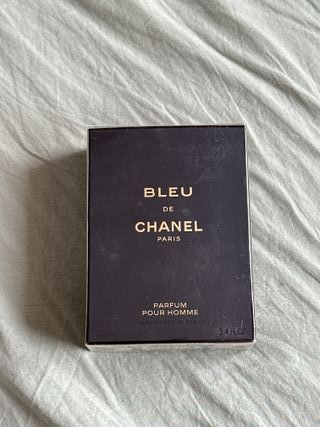 BLEU
DE
CHANEL
PARIS
PARFUM
POUR HOMME